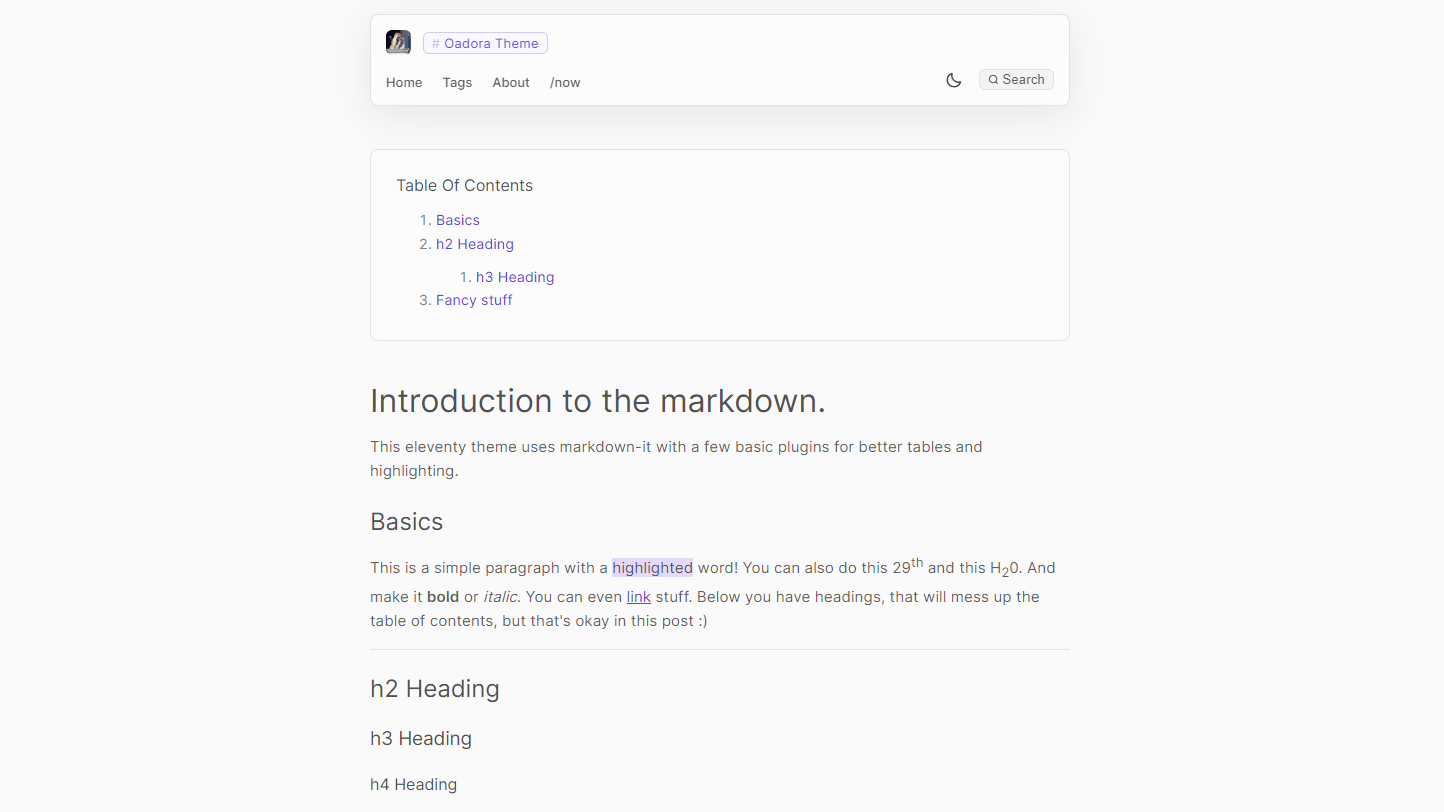 # Oadora Theme
Home Tags About /now Search
Table Of Contents
1. Basics
2. h2 Heading
1. h3 Heading
3. Fancy stuff
Introduction to the markdown.
This eleventy theme uses markdown-it with a few basic plugins for better tables and
highlighting.
Basics
This is a simple paragraph with a highlighted word! You can also do this 29th and this H20. And
make it bold or italic. You can even link stuff. Below you have headings, that will mess up the
table of contents, but that's okay in this post :)
h2 Heading
h3 Heading
h4 Heading